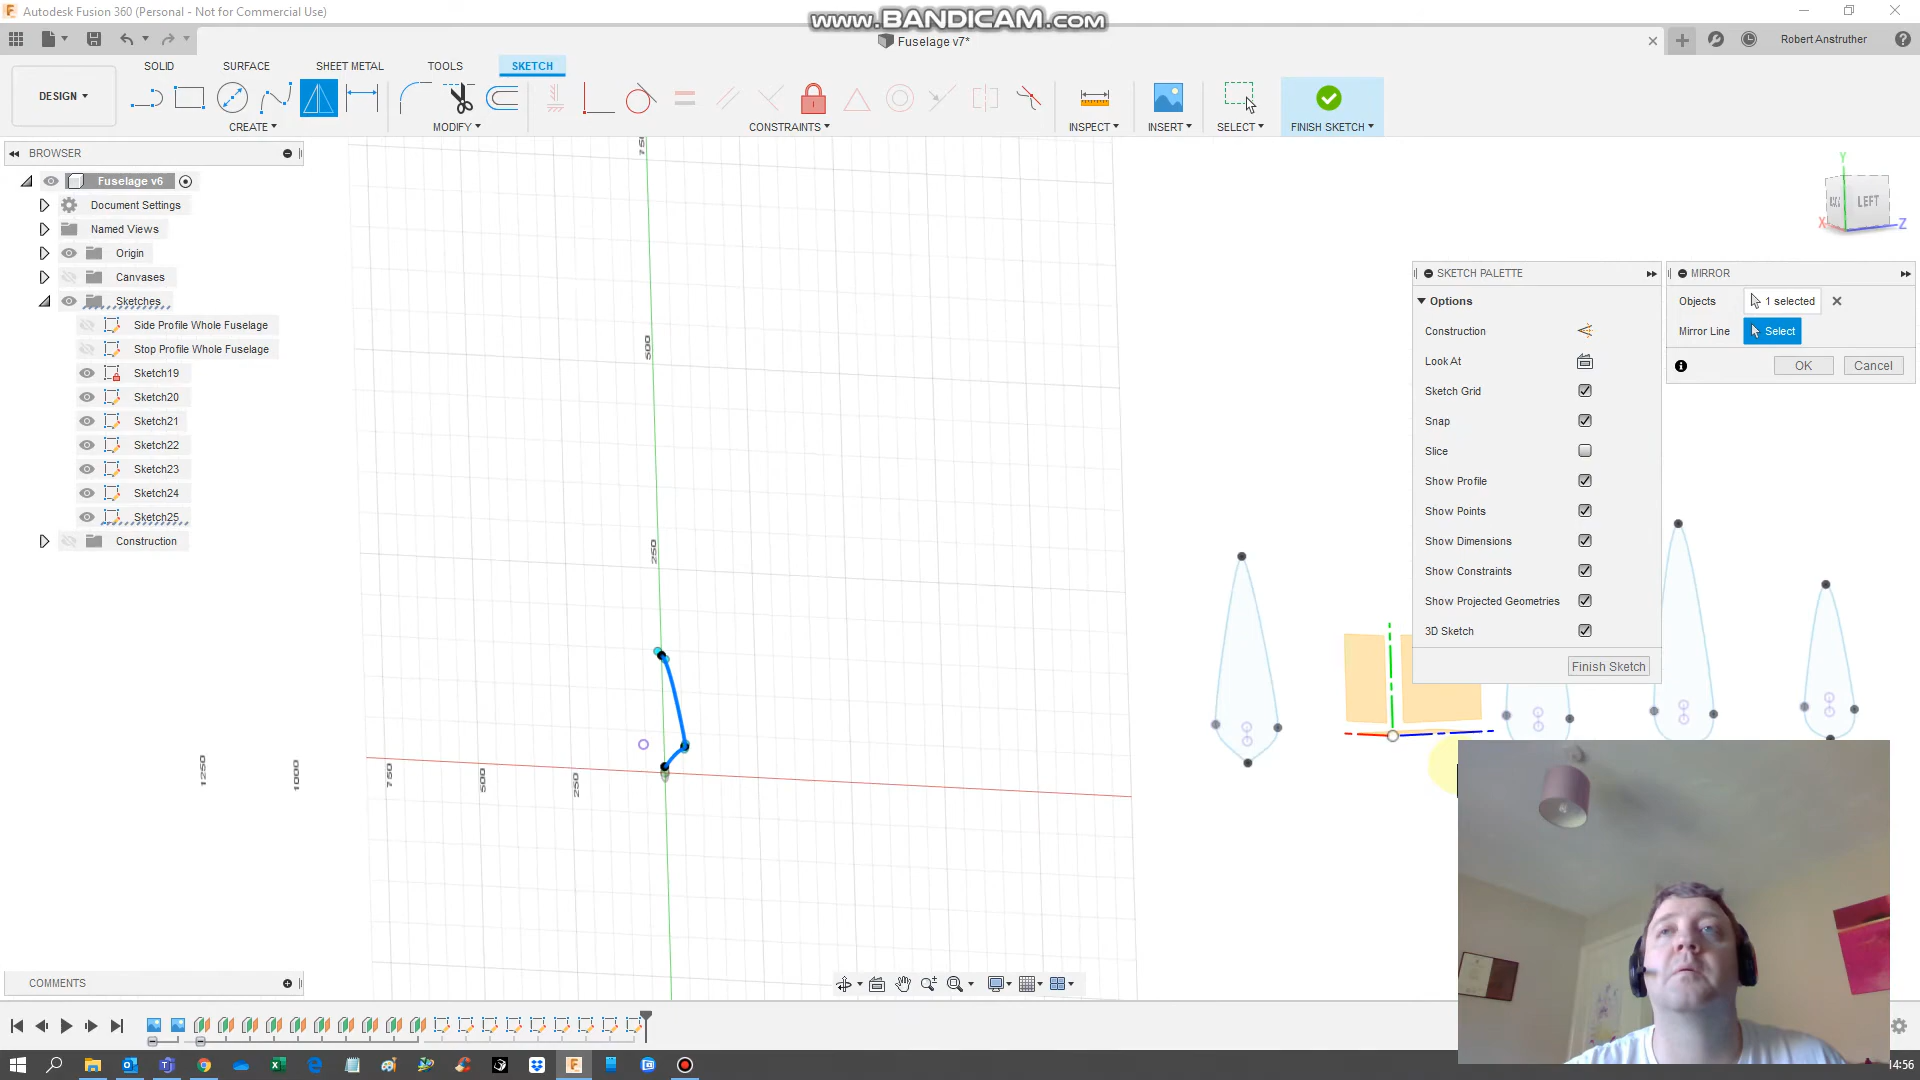 Autodesk Fusion 360 (Personal - Not for Commercial Use)
www.BANDICAM.com
Fuselage v7*
Robert Anstruther
DESIGN
SOLID
SURFACE
SHEET METAL
TOOLS
SKETCH
CREATE
MODIFY
CONSTRAINTS
INSPECT
INSERT
SELECT
FINISH SKETCH
BROWSER
Fuselage v6
Document Settings
Named Views
Origin
Canvases
Sketches
Side Profile Whole Fuselage
Stop Profile Whole Fuselage
Sketch19
Sketch20
Sketch21
Sketch22
Sketch23
Sketch24
Sketch25
Construction
500
250
1250
1000
750
500
250
Y
LEFT
X
Z
SKETCH PALETTE
Options
Construction
Look At
Sketch Grid
Snap
Slice
Show Profile
Show Points
Show Dimensions
Show Constraints
Show Projected Geometries
3D Sketch
Finish Sketch
MIRROR
Objects
1 selected
Mirror Line
Select
OK
Cancel
COMMENTS
14:56